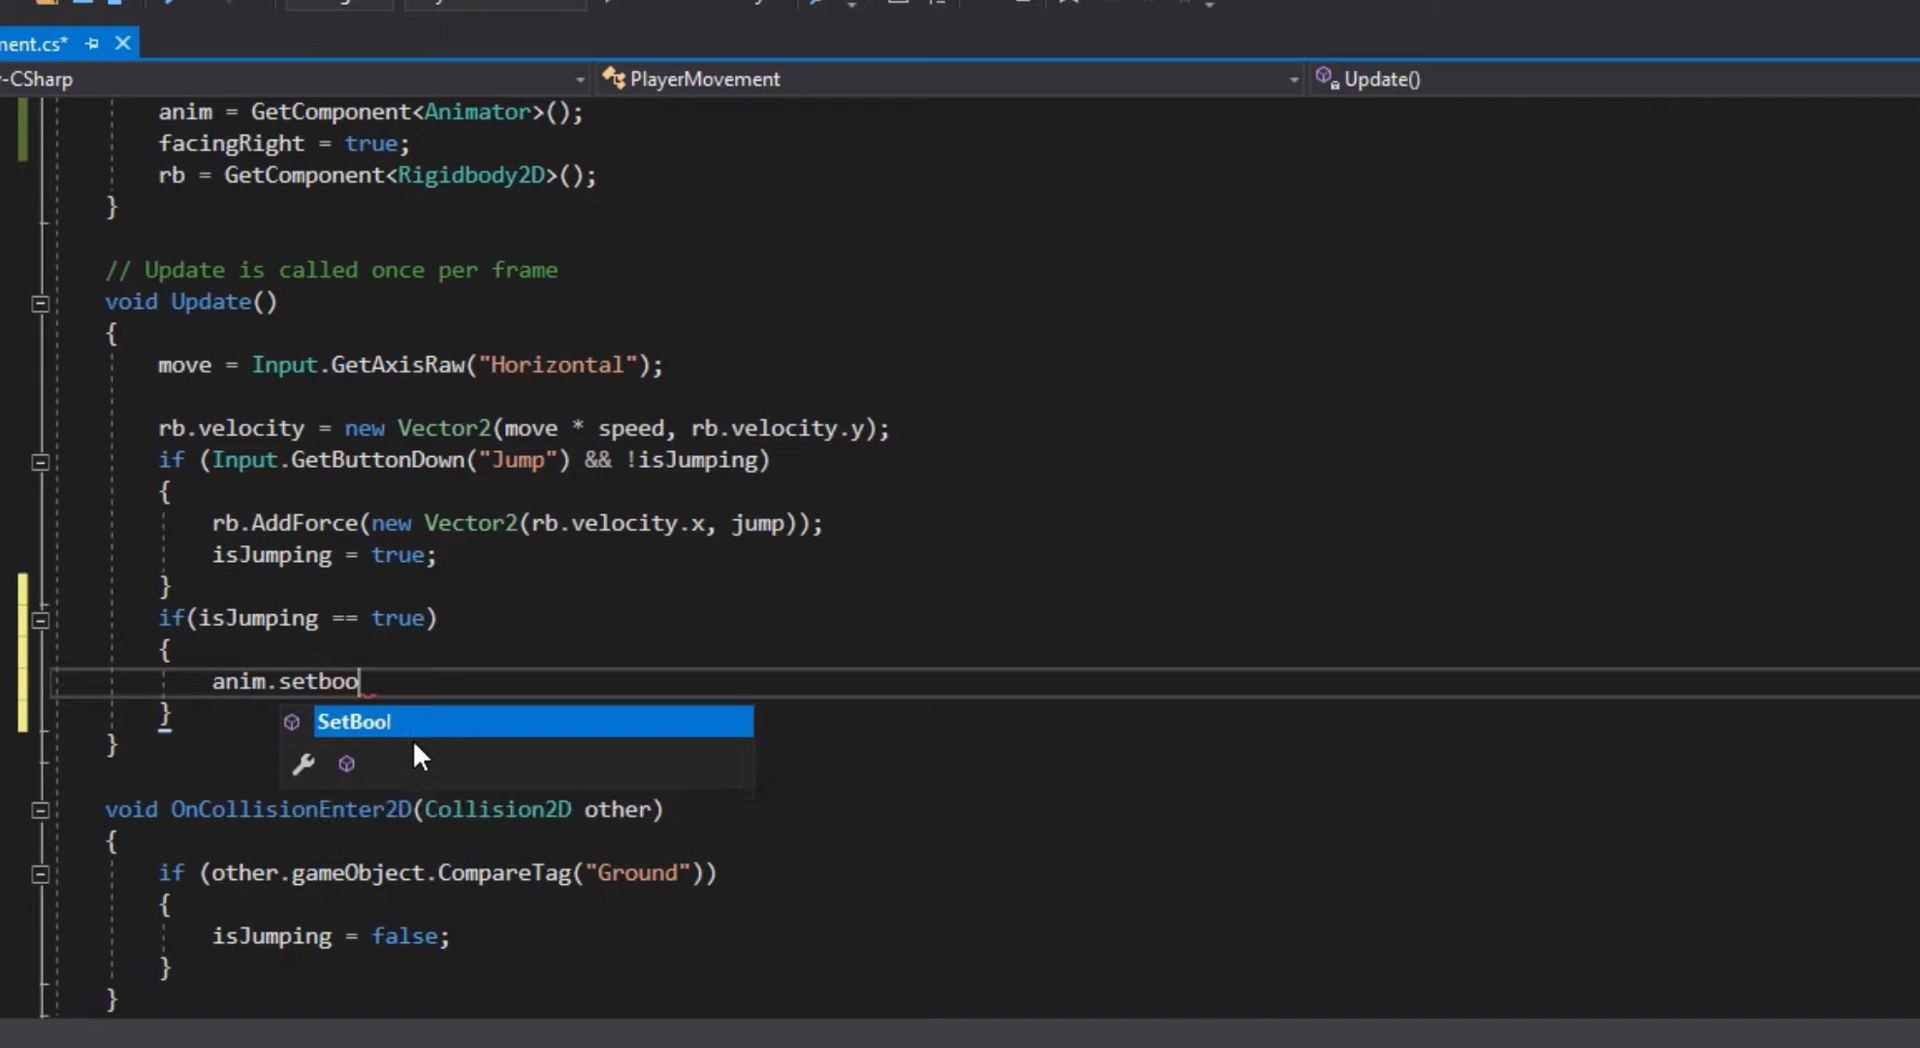 nent.cs*
-CSharp
PlayerMovement
Update()
anim = GetComponent<Animator>();
facingRight = true;
rb = GetComponent<Rigidbody2D>();
}
// Update is called once per frame
void Update()
{
move = Input.GetAxisRaw("Horizontal");
rb.velocity = new Vector2(move * speed, rb.velocity.y);
if (Input.GetButtonDown("Jump") && !isJumping)
{
rb.AddForce(new Vector2(rb.velocity.x, jump));
isJumping = true;
}
if(isJumping == true)
{
anim.setboo
SetBool
}
}
void OnCollisionEnter2D(Collision2D other)
{
if (other.gameObject.CompareTag("Ground"))
{
isJumping = false;
}
}